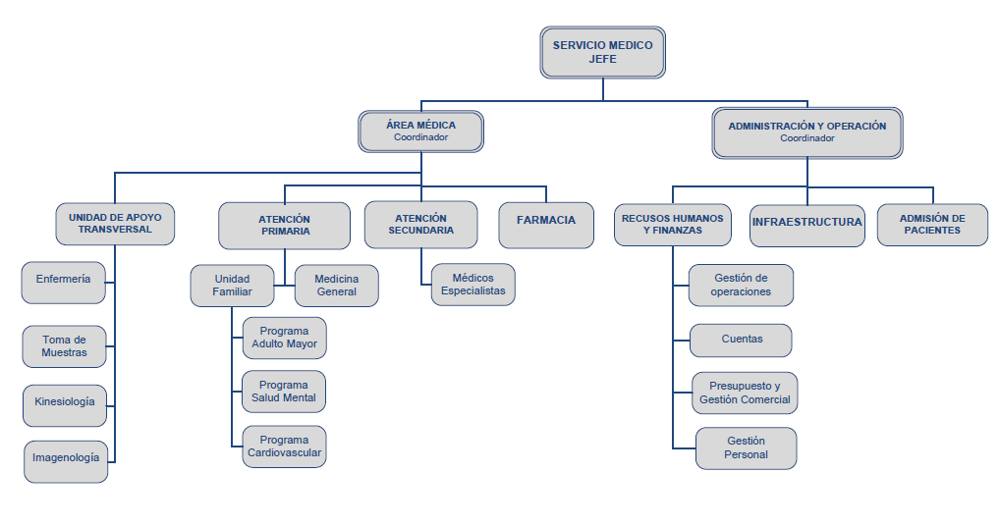 SERVICIO MEDICO
JEFE
ÁREA MÉDICA
Coordinador
ADMINISTRACIÓN Y OPERACIÓN
Coordinador
UNIDAD DE APOYO
TRANSVERSAL
ATENCIÓN
PRIMARIA
ATENCIÓN
SECUNDARIA
FARMACIA
RECUSOS HUMANOS
Y FINANZAS
INFRAESTRUCTURA
ADMISIÓN DE
PACIENTES
Enfermería
Toma de
Muestras
Kinesiología
Imagenología
Unidad
Familiar
Medicina
General
Programa
Adulto Mayor
Programa
Salud Mental
Programa
Cardiovascular
Médicos
Especialistas
Gestión de
operaciones
Cuentas
Presupuesto y
Gestión Comercial
Gestión
Personal